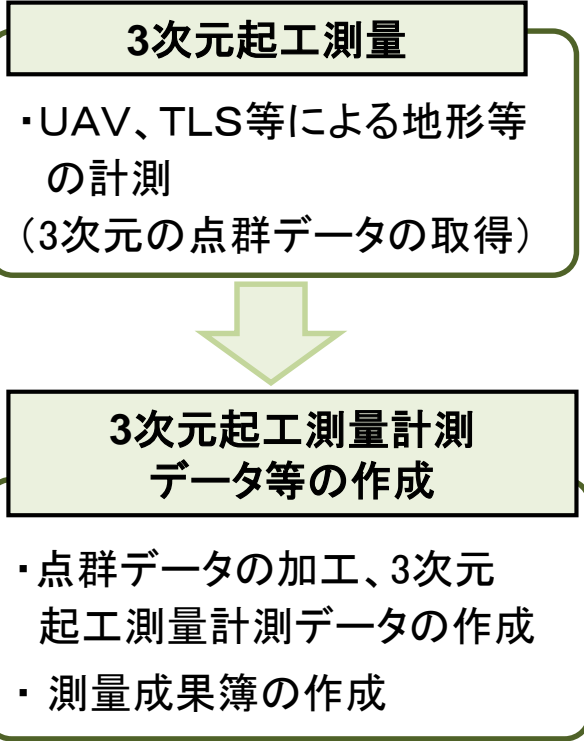 3次元起工測量
・UAV、TLS等による地形等
の計測
（3次元の点群データの取得）
3次元起工測量計測
データ等の作成
・点群データの加工、3次元
起工測量計測データの作成
・ 測量成果簿の作成